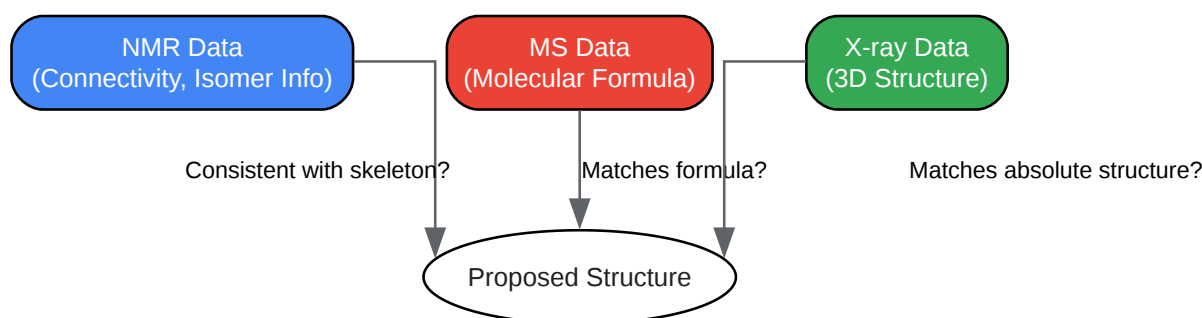 NMR Data
(Connectivity, Isomer Info)
MS Data
(Molecular Formula)
X-ray Data
(3D Structure)
Consistent with skeleton?
Matches formula?
Matches absolute structure?
Proposed Structure